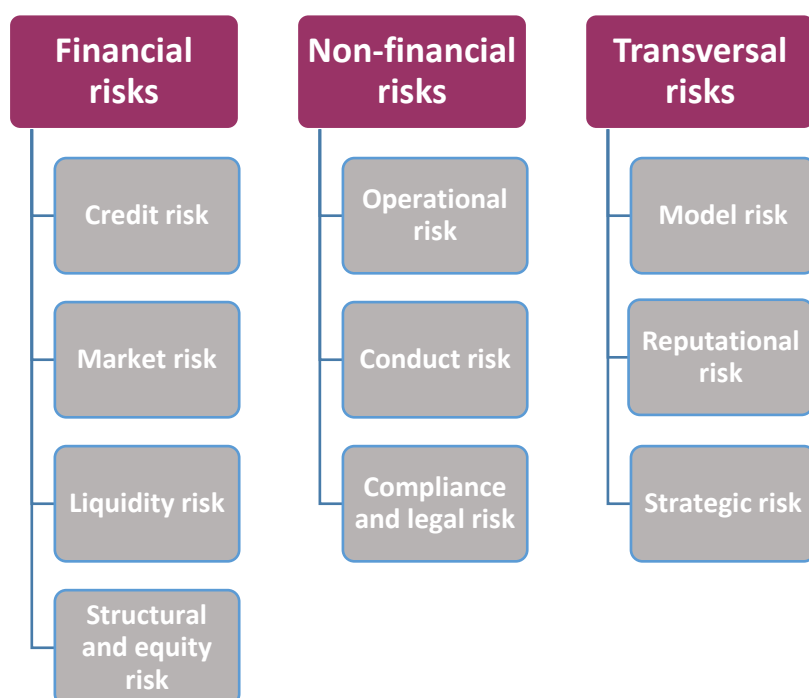 Financial
risks
Credit risk
Market risk
Liquidity risk
Structural
and equity
risk
Non-financial
risks
Operational
risk
Conduct risk
Compliance
and legal risk
Transversal
risks
Model risk
Reputational
risk
Strategic risk